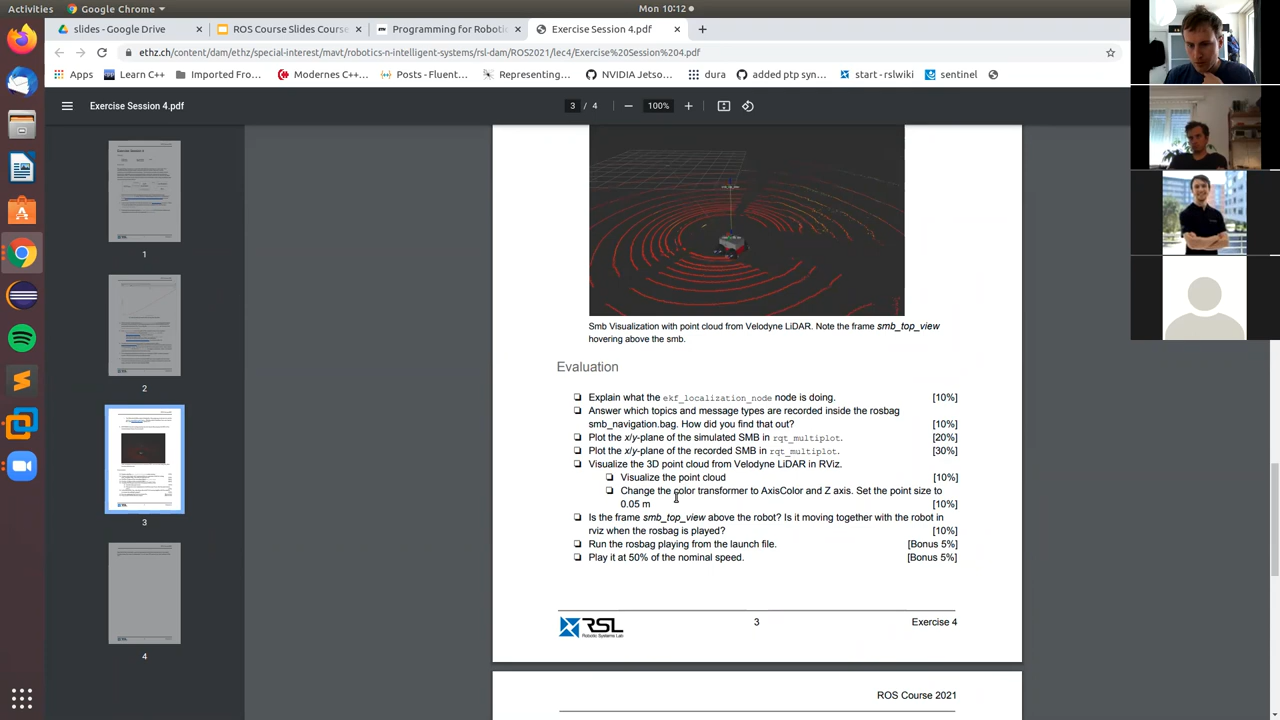 Activities
Google Chrome
Mon 10:12
slides - Google Drive
ROS Course Slides Course
Programming for Robotic
Exercise Session 4.pdf
ethz.ch/content/dam/ethz/special-interest/mavt/robotics-n-intelligent-systems/rsl-dam/ROS2021/lec4/Exercise%20Session%204.pdf
Apps
Learn C++
Imported Fro...
Modernes C++...
Posts - Fluent...
Representing...
NVIDIA Jetso...
dura
added ptp syn...
start - rslwiki
sentinel
Exercise Session 4.pdf
3 / 4
100%
1
2
3
4
Smb Visualization with point cloud from Velodyne LiDAR. Note the frame smb_top_view
hovering above the smb.
Evaluation
Explain what the ekf_localization_node node is doing. [10%]
Answer which topics and message types are recorded inside the rosbag
smb_navigation.bag. How did you find that out? [10%]
Plot the x/y-plane of the simulated SMB in rqt_multiplot. [20%]
Plot the x/y-plane of the recorded SMB in rqt_multiplot. [30%]
Visualize the 3D point cloud from Velodyne LiDAR in RViz.
Visualize the point cloud [10%]
Change the color transformer to AxisColor and Z axis. Set the point size to
0.05 m [10%]
Is the frame smb_top_view above the robot? Is it moving together with the robot in
rviz when the rosbag is played? [10%]
Run the rosbag playing from the launch file. [Bonus 5%]
Play it at 50% of the nominal speed. [Bonus 5%]
RSL
Robotic Systems Lab
3
Exercise 4
ROS Course 2021